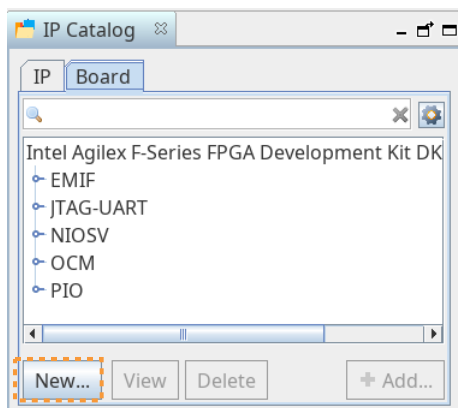 IP Catalog
IP Board
Intel Agilex F-Series FPGA Development Kit DK
EMIF
JTAG-UART
NIOSV
OCM
PIO
New... View Delete + Add...